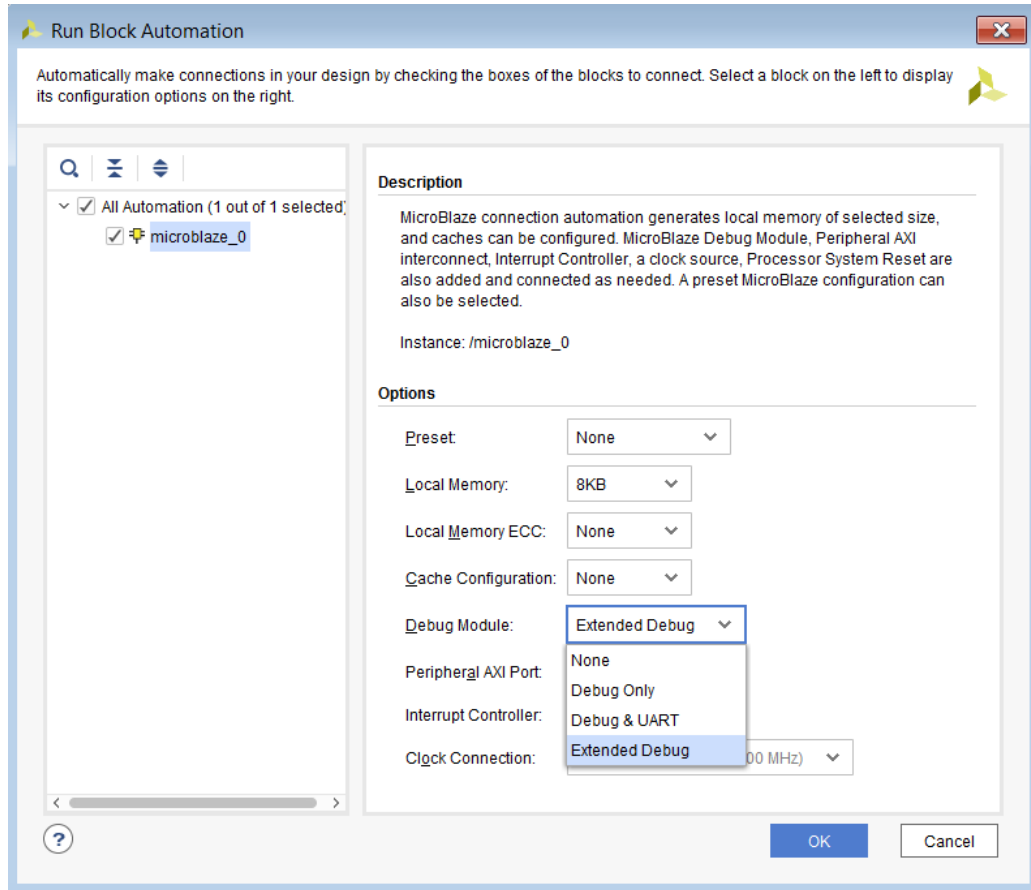 Run Block Automation
Automatically make connections in your design by checking the boxes of the blocks to connect. Select a block on the left to display
its configuration options on the right.
All Automation (1 out of 1 selected)
microblaze_0
Description
MicroBlaze connection automation generates local memory of selected size,
and caches can be configured. MicroBlaze Debug Module, Peripheral AXI
interconnect, Interrupt Controller, a clock source, Processor System Reset are
also added and connected as needed. A preset MicroBlaze configuration can
also be selected.
Instance: /microblaze_0
Options
Preset: None
Local Memory: 8KB
Local Memory ECC: None
Cache Configuration: None
Debug Module: Extended Debug
None
Peripheral AXI Port:
Debug Only
Interrupt Controller:
Debug & UART
Extended Debug
Clock Connection: 00 MHz)
?
OK Cancel